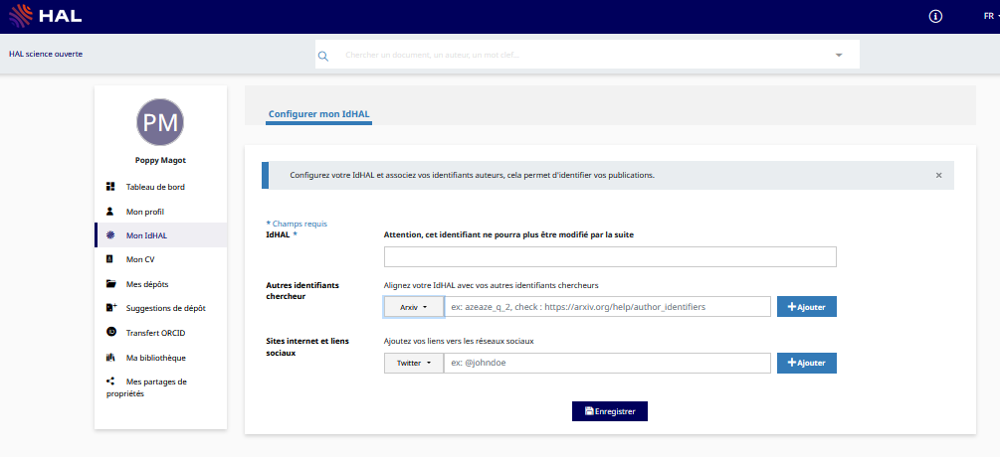 HAL
FR
HAL science ouverte
Chercher un document, un auteur, un mot clef...
PM
Poppy Magot
Tableau de bord
Mon profil
Mon IdHAL
Mon CV
Mes dépôts
Suggestions de dépôt
Transfert ORCID
Ma bibliothèque
Mes partages de
propriétés
Configurer mon IdHAL
Configurez votre IdHAL et associez vos identifiants auteurs, cela permet d'identifier vos publications. ×
* Champs requis
IdHAL * Attention, cet identifiant ne pourra plus être modifié par la suite
Autres identifiants
chercheur
Alignez votre IdHAL avec vos autres identifiants chercheurs
Arxiv ex: azeaze_q_2, check : https://arxiv.org/help/author_identifiers +Ajouter
Sites internet et liens
sociaux
Ajoutez vos liens vers les réseaux sociaux
Twitter ex: @johndoe +Ajouter
Enregistrer